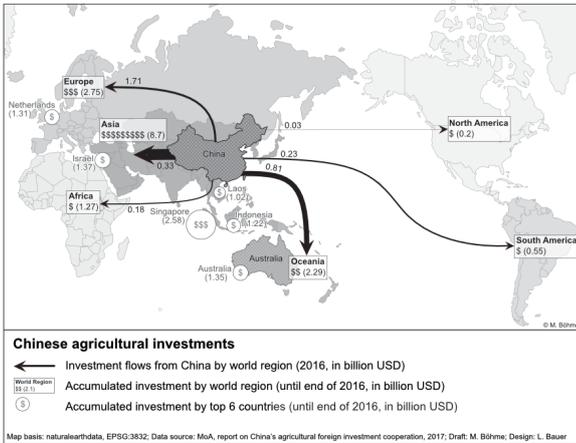 Europe
$$$ (2.75)
1.71
Netherlands
(1.31)
$
Asia
$$$$$$$$$ (8.7)
0.03
North America
$ (0.2)
China
0.23
Israel
(1.37)
$
0.33
0.81
Africa
$ (1.27)
0.18
Laos
(1.02)
$
Singapore
(2.58)
$$$
Indonesia
(1.22)
$
South America
$ (0.55)
Australia
Australia
(1.35)
$
Oceania
$$ (2.29)
© M. Böhme
Chinese agricultural investments
Investment flows from China by world region (2016, in billion USD)
World Region
$$ (2.1)
Accumulated investment by world region (until end of 2016, in billion USD)
$
Accumulated investment by top 6 countries (until end of 2016, in billion USD)
Map basis: naturalearthdata, EPSG:3832; Data source: MoA, report on China's agricultural foreign investment cooperation, 2017; Draft: M. Böhme; Design: L. Bauer